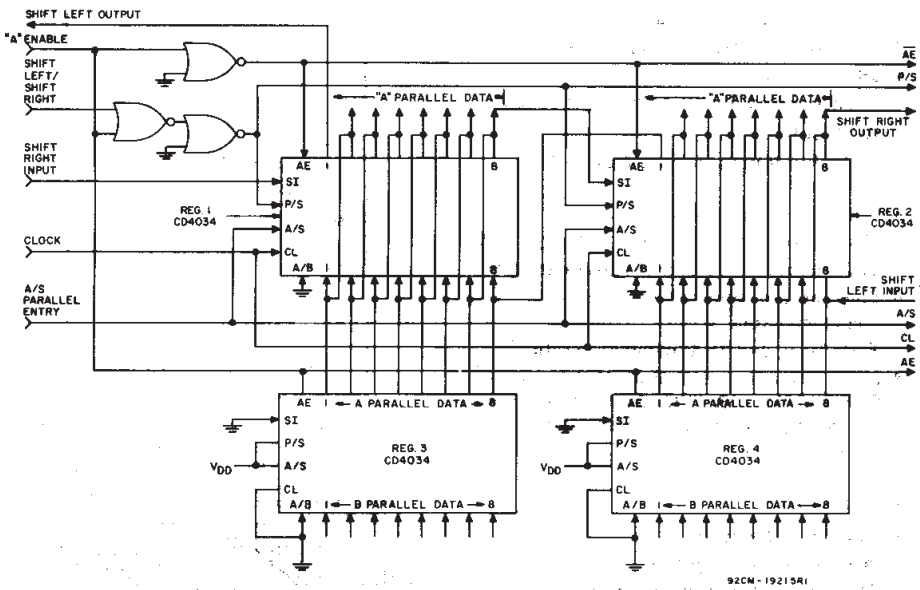 SHIFT LEFT OUTPUT
"A" ENABLE
SHIFT
LEFT/
SHIFT
RIGHT
SHIFT
RIGHT
INPUT
CLOCK
A/S
PARALLEL
ENTRY
AE
P/S
"A" PARALLEL DATA
"A" PARALLEL DATA
SHIFT RIGHT
OUTPUT
AE 1 8
SI
P/S
A/S
CL
A/B 1 8
REG. 1
CD4034
AE 1 8
SI
P/S
A/S
CL
A/B 1 8
REG. 2
CD4034
SHIFT
LEFT INPUT
A/S
CL
AE
AE 1 A PARALLEL DATA 8
SI
P/S
A/S
CL
A/B 1 B PARALLEL DATA 8
REG. 3
CD4034
VDD
AE 1 A PARALLEL DATA 8
SI
P/S
A/S
CL
A/B 1 B PARALLEL DATA 8
REG. 4
CD4034
VDD
92CM-19215R1